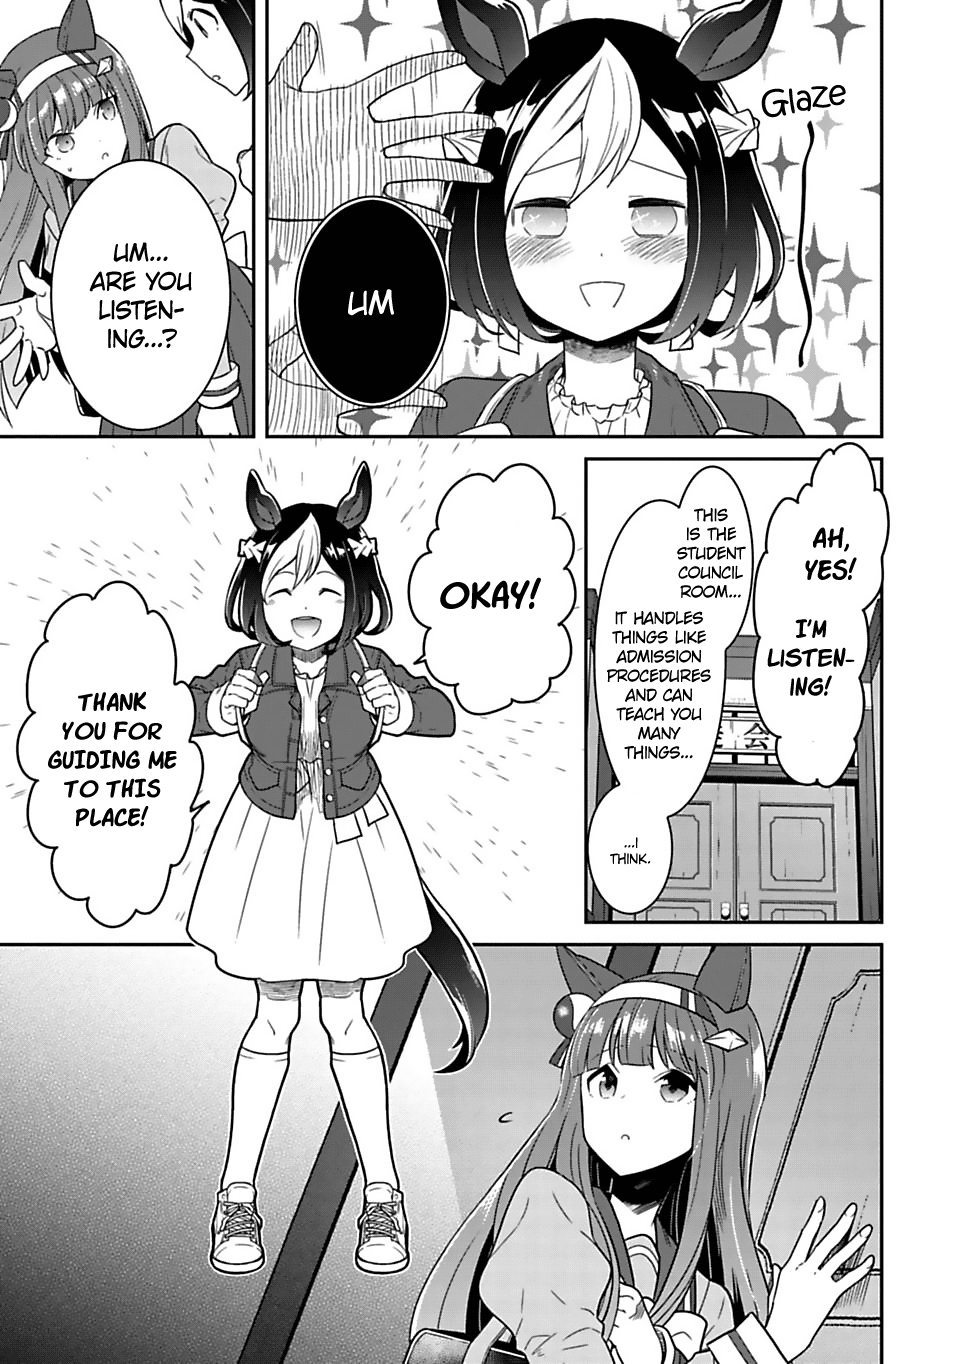 Glaze
UM
UM...
ARE YOU
LISTEN-
ING...?
AH,
YES!
I'M
LISTEN-
ING!
THIS
IS THE
STUDENT
COUNCIL
ROOM...
IT HANDLES
THINGS LIKE
ADMISSION
PROCEDURES
AND CAN
TEACH YOU
MANY
THINGS...
...I
THINK.
会
OKAY!
THANK
YOU FOR
GUIDING ME
TO THIS
PLACE!